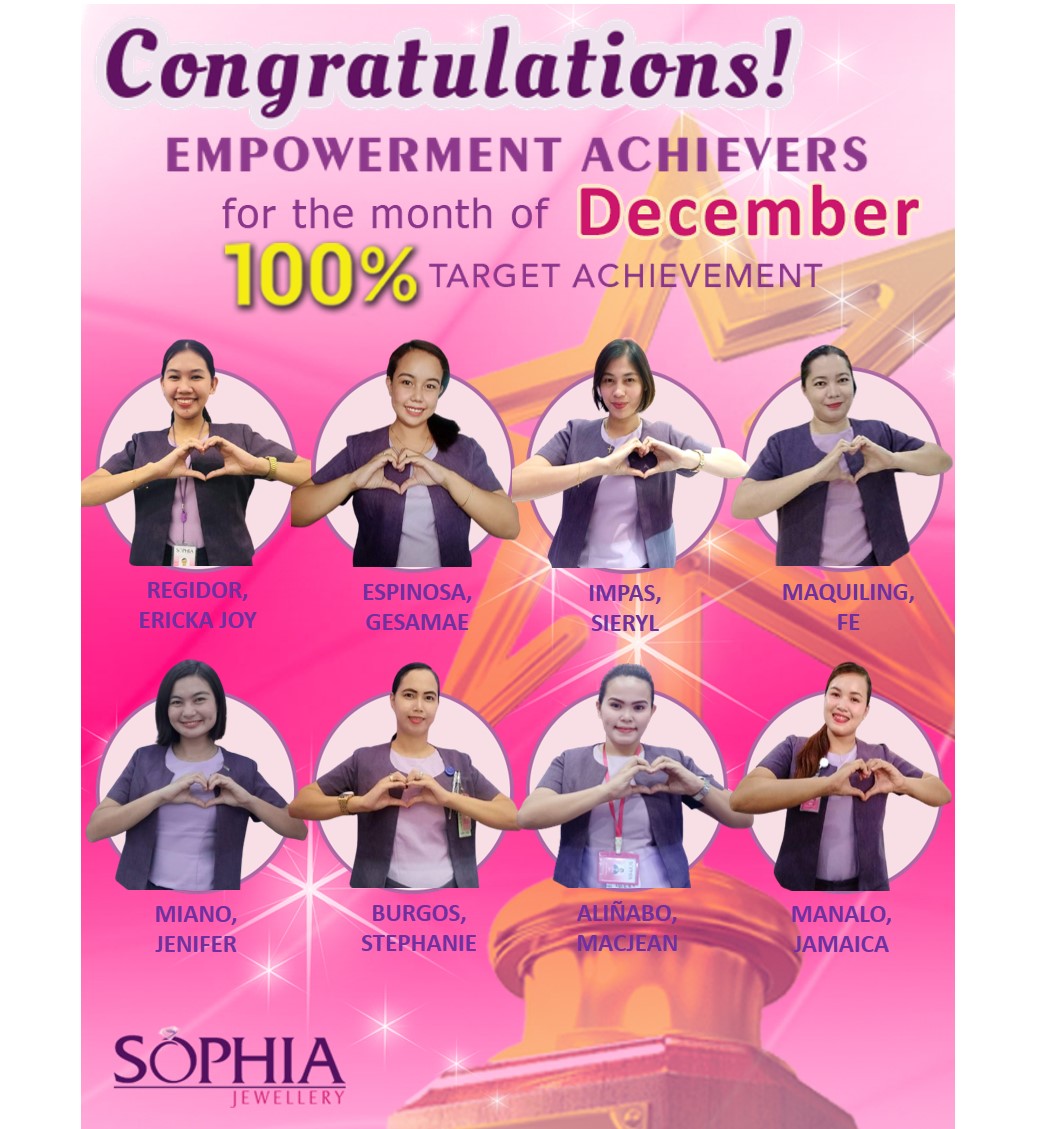 Congratulations!
EMPOWERMENT ACHIEVERS
for the month of December
100% TARGET ACHIEVEMENT
SOPHIA
REGIDOR,
ERICKA JOY
ESPINOSA,
GESAMAE
IMPAS,
SIERYL
MAQUILING,
FE
MIANO,
JENIFER
BURGOS,
STEPHANIE
ALIÑABO,
MACJEAN
MANALO,
JAMAICA
SOPHIA
JEWELLERY